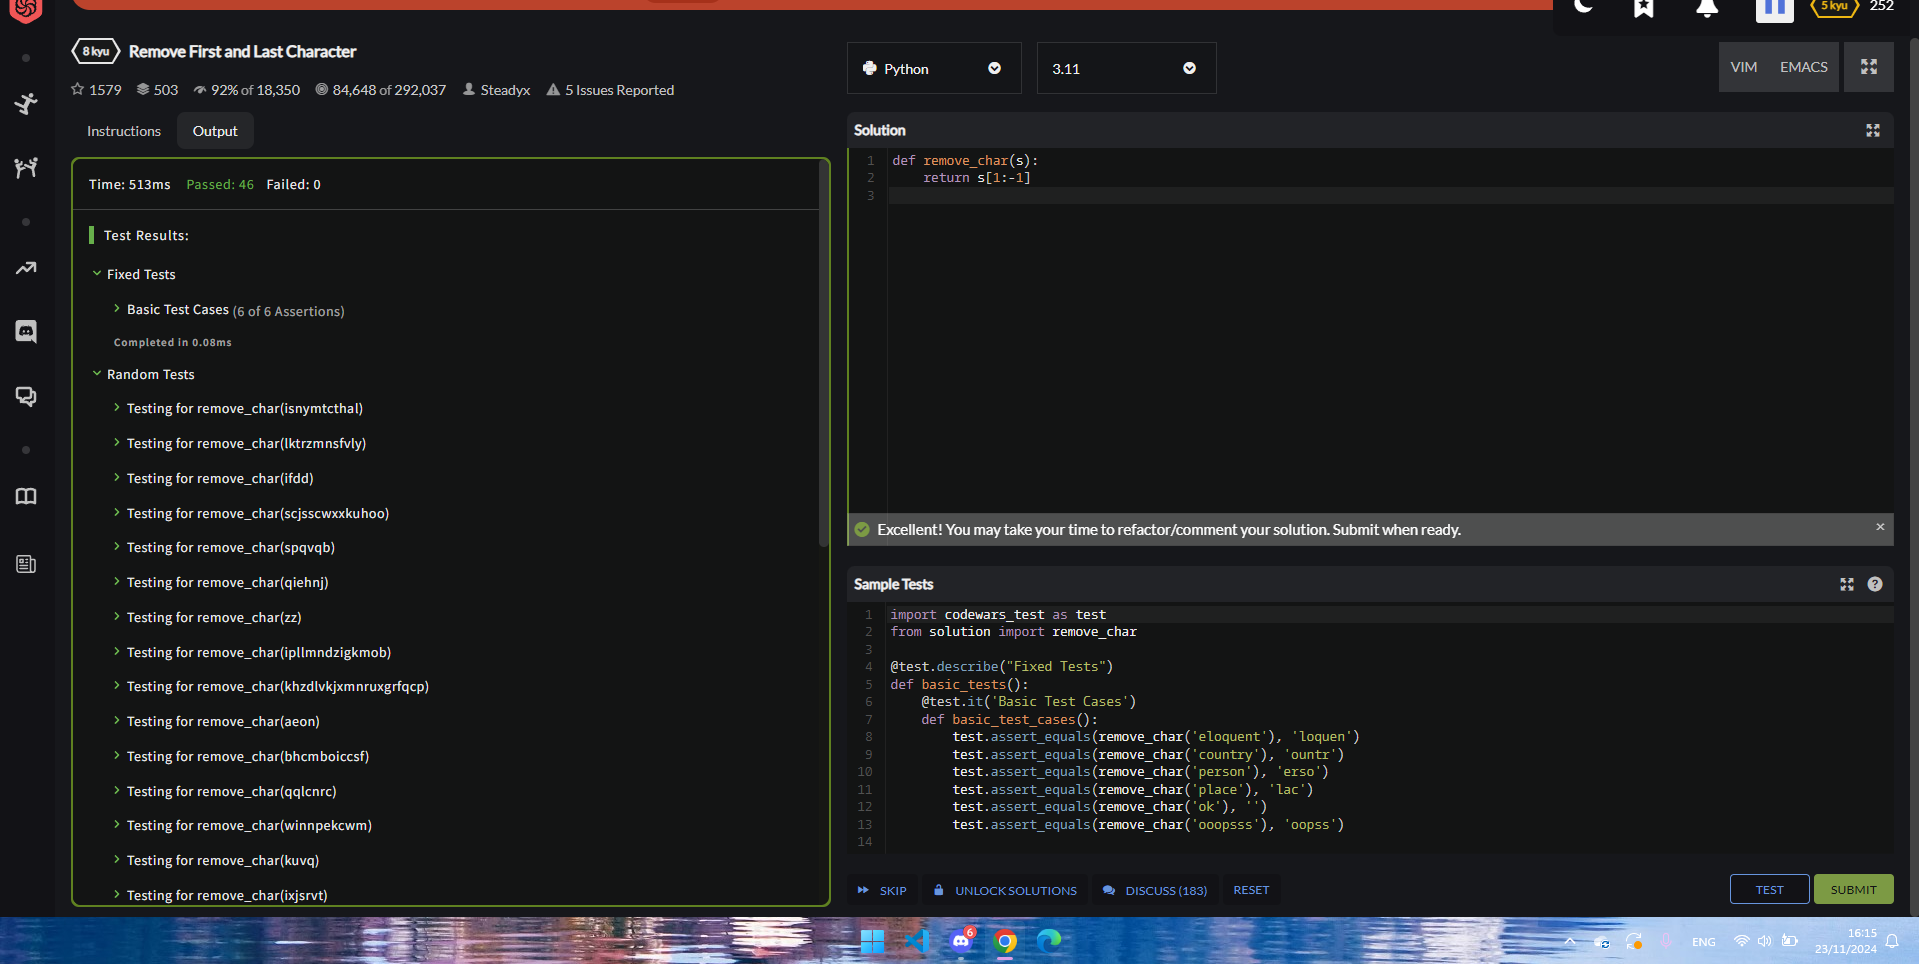 5 kyu 252
8 kyu Remove First and Last Character
1579 503 92% of 18,350 84,648 of 292,037 Steadyx 5 Issues Reported
Instructions Output
Time: 513ms Passed: 46 Failed: 0
Test Results:
Fixed Tests
Basic Test Cases (6 of 6 Assertions)
Completed in 0.08ms
Random Tests
Testing for remove_char(isnymtcthal)
Testing for remove_char(lktrzmnsfvly)
Testing for remove_char(ifdd)
Testing for remove_char(scjsscwxxkuhoo)
Testing for remove_char(spqvqb)
Testing for remove_char(qiehnj)
Testing for remove_char(zz)
Testing for remove_char(ipllmndzigkmob)
Testing for remove_char(khzdlvkjxmnruxgrfqcp)
Testing for remove_char(aeon)
Testing for remove_char(bhcmboiccsf)
Testing for remove_char(qqlcnrc)
Testing for remove_char(winnpekcwm)
Testing for remove_char(kuvq)
Testing for remove_char(ixjsrvt)
Python 3.11 VIM EMACS
Solution
1 def remove_char(s):
2     return s[1:-1]
3
Excellent! You may take your time to refactor/comment your solution. Submit when ready. ×
Sample Tests ?
1 import codewars_test as test
2 from solution import remove_char
3
4 @test.describe("Fixed Tests")
5 def basic_tests():
6     @test.it('Basic Test Cases')
7     def basic_test_cases():
8         test.assert_equals(remove_char('eloquent'), 'loquen')
9         test.assert_equals(remove_char('country'), 'ountr')
10         test.assert_equals(remove_char('person'), 'erso')
11         test.assert_equals(remove_char('place'), 'lac')
12         test.assert_equals(remove_char('ok'), '')
13         test.assert_equals(remove_char('ooopsss'), 'oopss')
14
SKIP UNLOCK SOLUTIONS DISCUSS (183) RESET TEST SUBMIT
6
ENG
16:15
23/11/2024